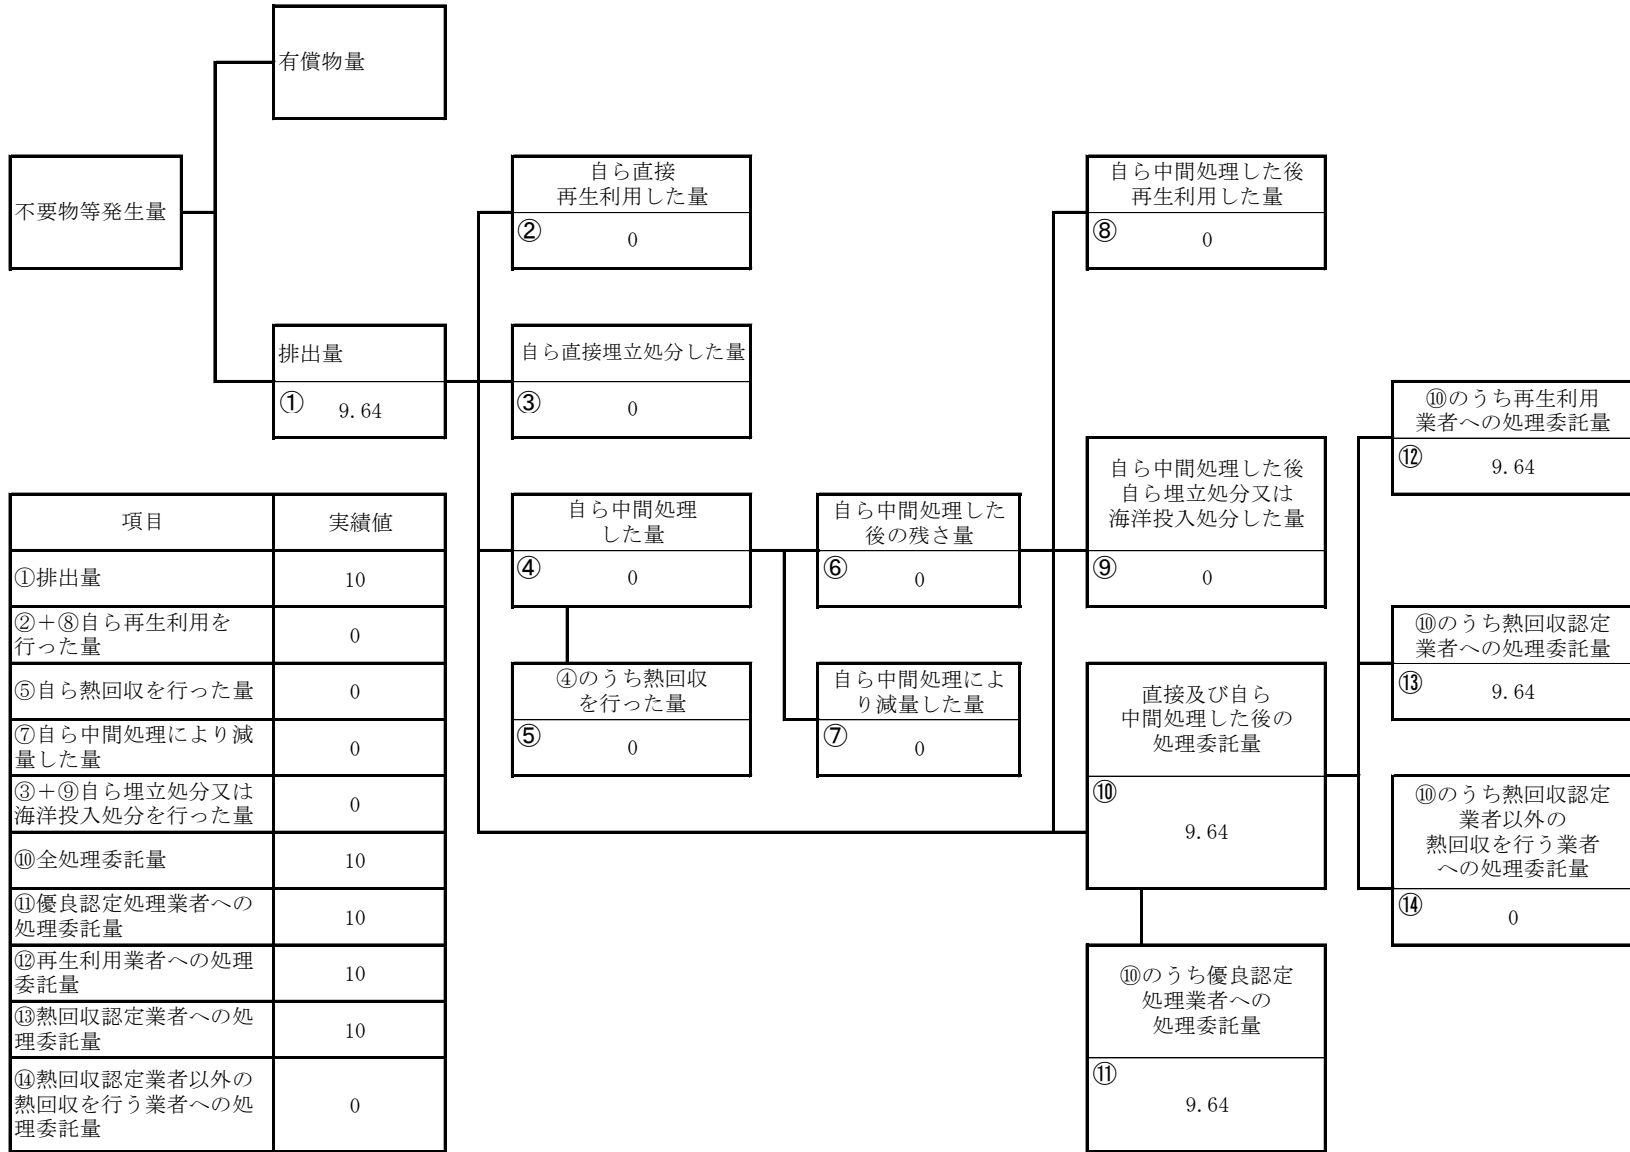 有償物量
不要物等発生量
排出量
① 9.64
自ら直接
再生利用した量
② 0
自ら直接埋立処分した量
③ 0
自ら中間処理
した量
④ 0
④のうち熱回収
を行った量
⑤ 0
自ら中間処理した
後の残さ量
⑥ 0
自ら中間処理によ
り減量した量
⑦ 0
自ら中間処理した後
再生利用した量
⑧ 0
自ら中間処理した後
自ら埋立処分又は
海洋投入処分した量
⑨ 0
直接及び自ら
中間処理した後の
処理委託量
⑩
9.64
⑩のうち優良認定
処理業者への
処理委託量
⑪
9.64
⑩のうち再生利用
業者への処理委託量
⑫ 9.64
⑩のうち熱回収認定
業者への処理委託量
⑬ 9.64
⑩のうち熱回収認定
業者以外の
熱回収を行う業者
への処理委託量
⑭ 0
項目 実績値
①排出量 10
②+⑧自ら再生利用を
行った量 0
⑤自ら熱回収を行った量 0
⑦自ら中間処理により減
量した量 0
③+⑨自ら埋立処分又は
海洋投入処分を行った量 0
⑩全処理委託量 10
⑪優良認定処理業者への
処理委託量 10
⑫再生利用業者への処理
委託量 10
⑬熱回収認定業者への処
理委託量 10
⑭熱回収認定業者以外の
熱回収を行う業者への処
理委託量 0